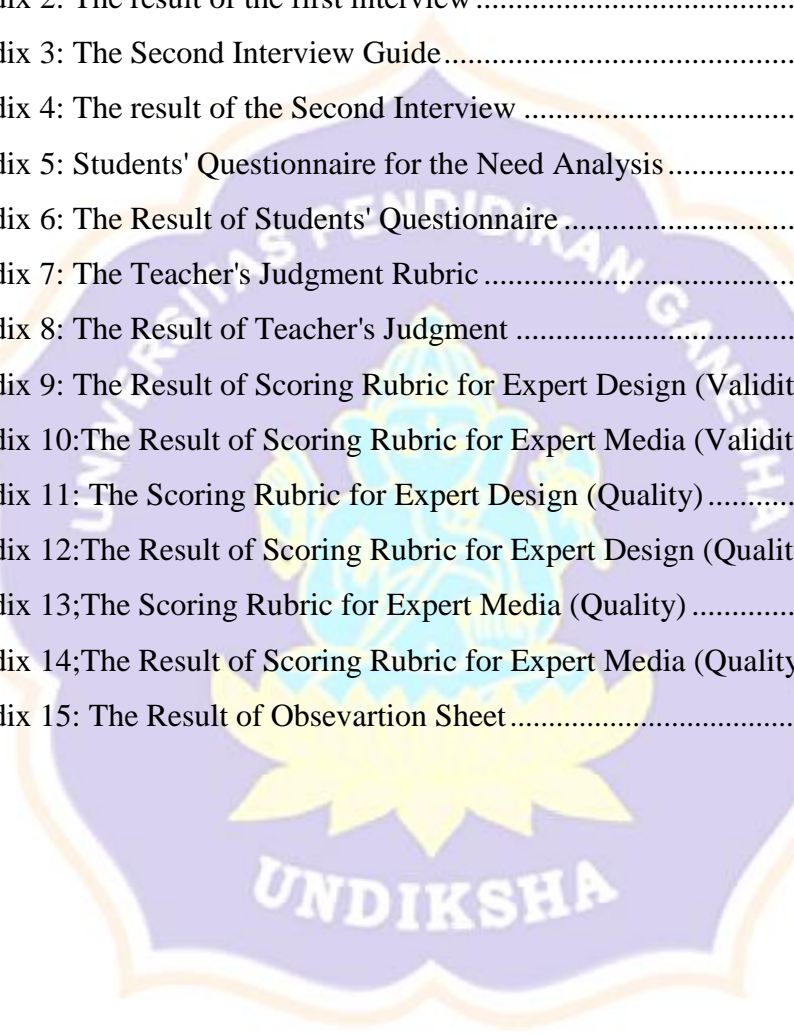 dix 2: The result of the first interview........................................
dix 3: The Second Interview Guide........................................
dix 4: The result of the Second Interview ...............................
dix 5: Students' Questionnaire for the Need Analysis...............
dix 6: The Result of Students' Questionnaire...........................
dix 7: The Teacher's Judgment Rubric....................................
dix 8: The Result of Teacher's Judgment ................................
dix 9: The Result of Scoring Rubric for Expert Design (Validit
dix 10:The Result of Scoring Rubric for Expert Media (Validit
dix 11: The Scoring Rubric for Expert Design (Quality)...........
dix 12:The Result of Scoring Rubric for Expert Design (Qualit
dix 13;The Scoring Rubric for Expert Media (Quality).............
dix 14;The Result of Scoring Rubric for Expert Media (Quality
dix 15: The Result of Obsevartion Sheet..................................
UNIVERSITAS PENDIDIKAN GANESHA
UNDIKSHA